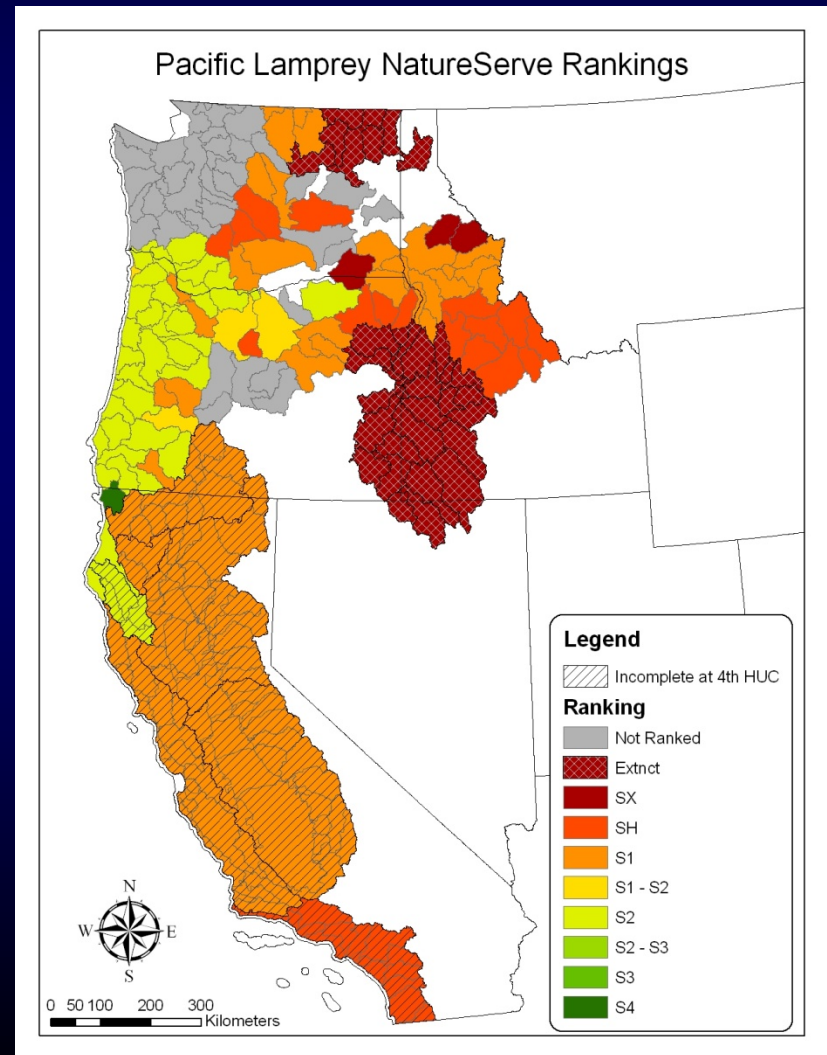 Pacific Lamprey NatureServe Rankings
Legend
Incomplete at 4th HUC
Ranking
Not Ranked
Extnct
SX
SH
S1
S1 - S2
S2
S2 - S3
S3
S4
N
W E
S
0 50 100 200 300
Kilometers